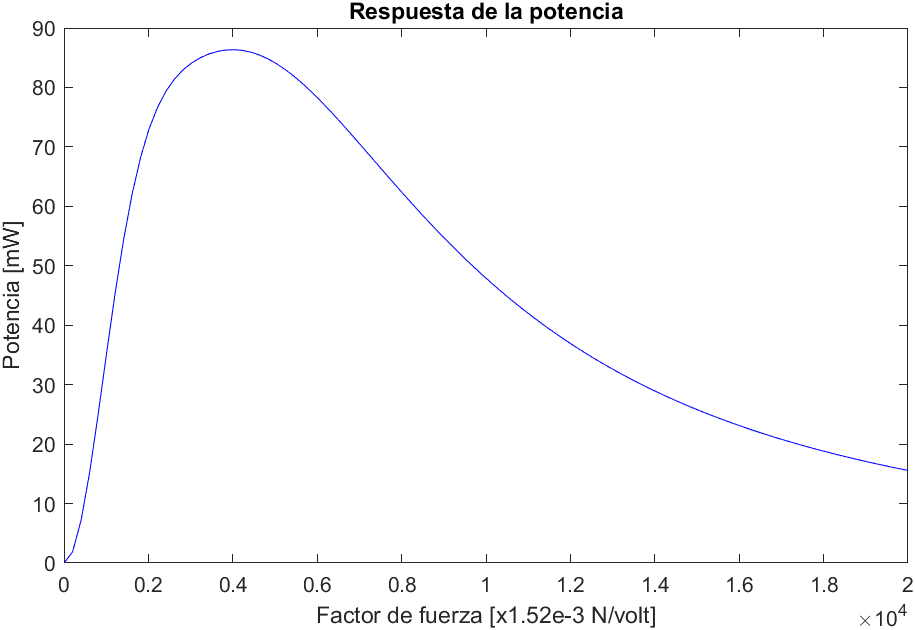 Respuesta de la potencia
Potencia [mW]
90
80
70
60
50
40
30
20
10
0
0 0.2 0.4 0.6 0.8 1 1.2 1.4 1.6 1.8 2
Factor de fuerza [x1.52e-3 N/volt]
×10⁴